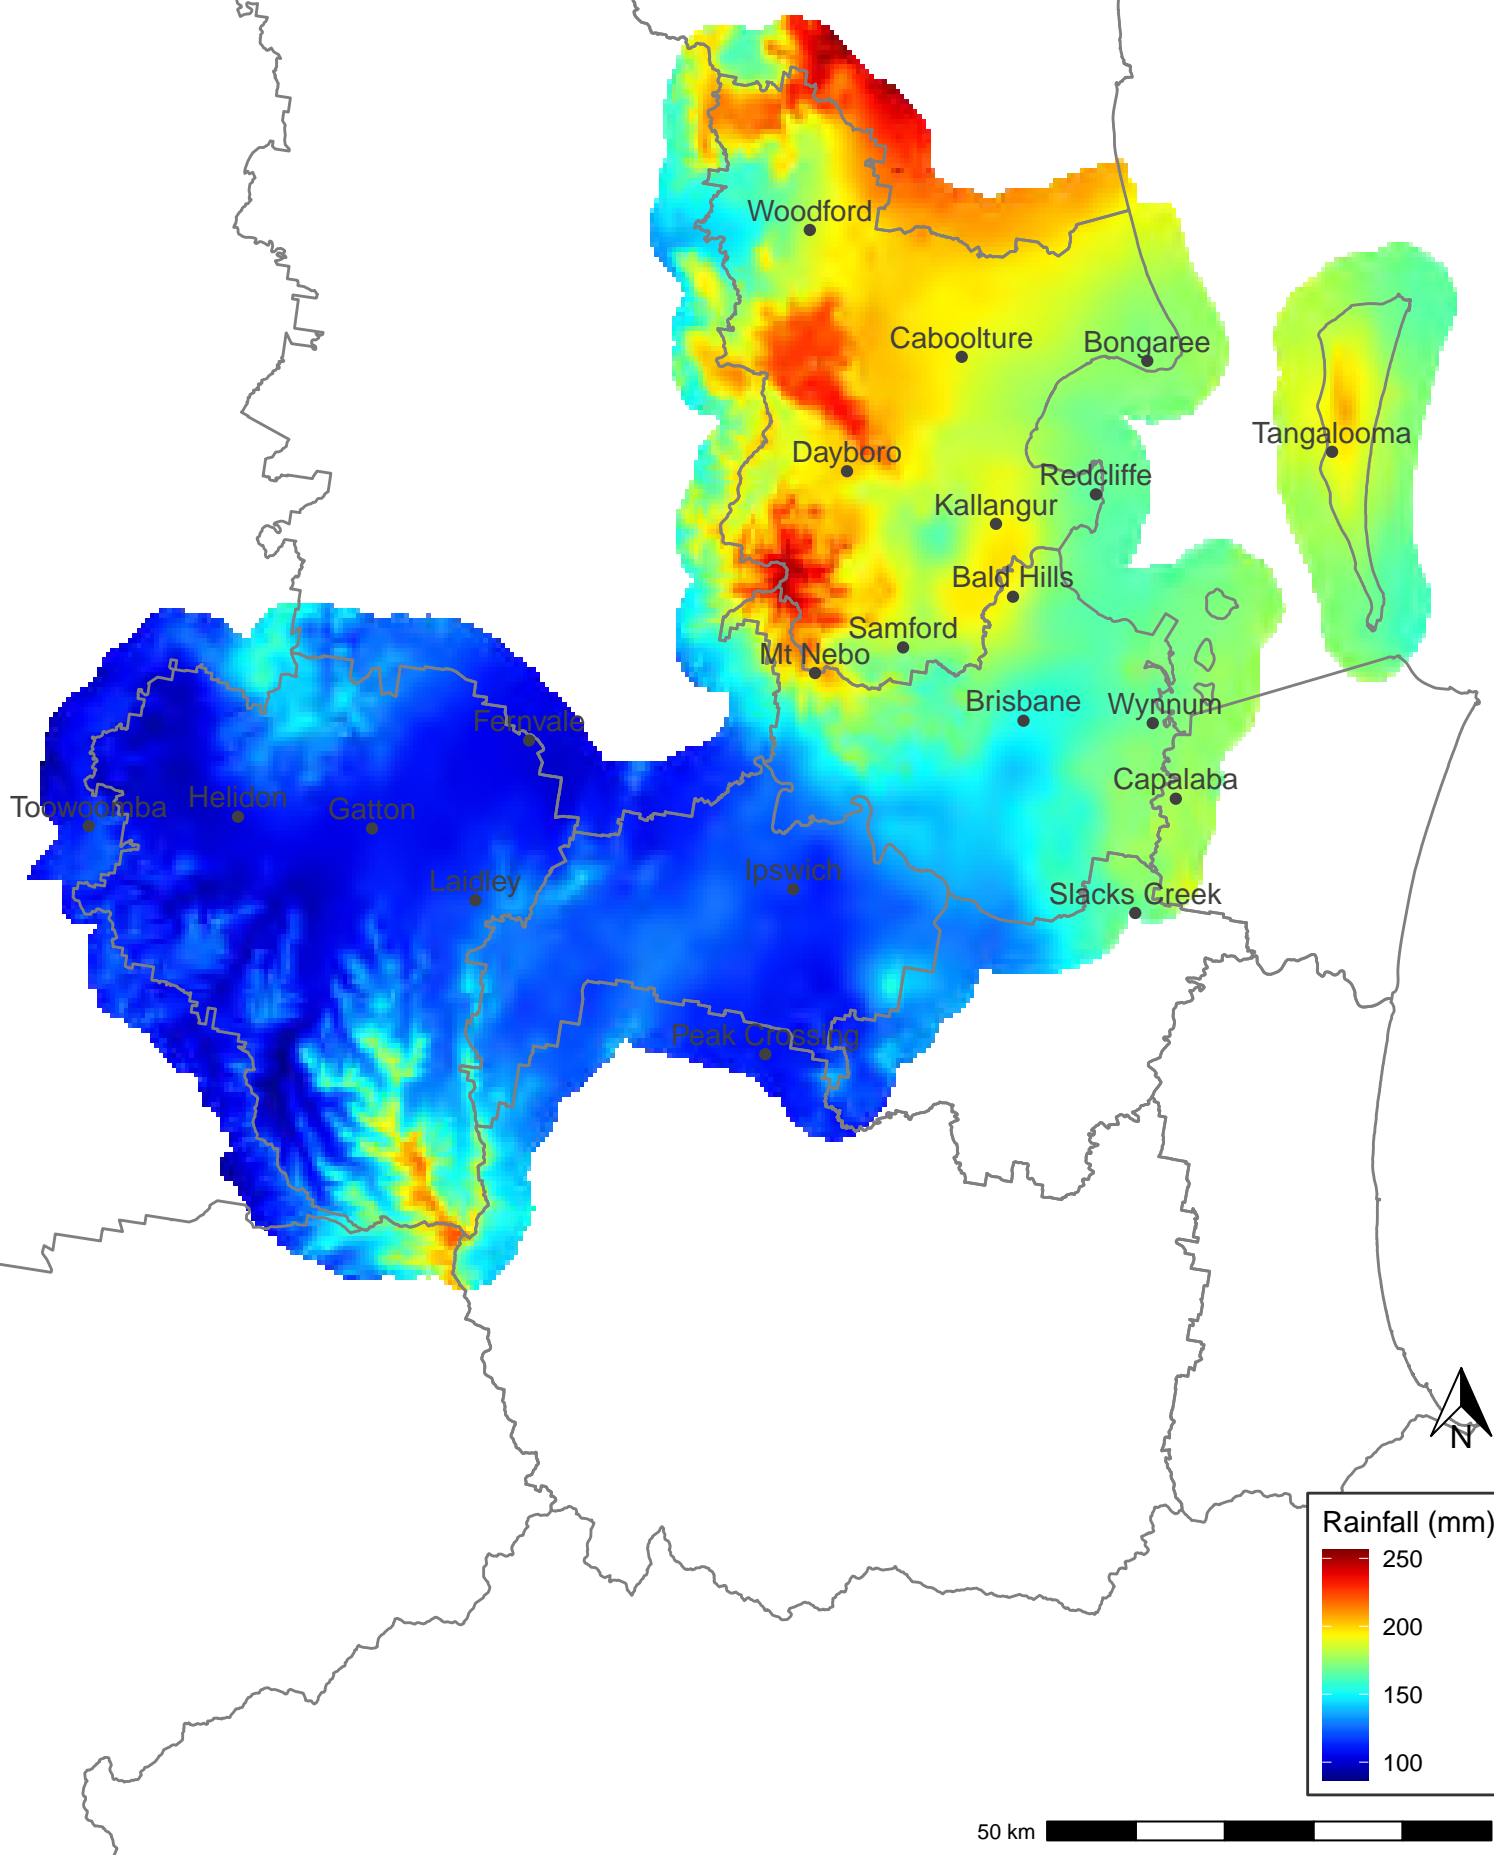 Woodford
Caboolture
Bongaree
Tangalooma
Dayboro
Redcliffe
Kallangur
Bald Hills
Samford
Mt Nebo
Brisbane
Wynnum
Fernvale
Capalaba
Toowoomba
Helidon
Gatton
Laidley
Ipswich
Slacks Creek
Peak Crossing
N
Rainfall (mm)
250
200
150
100
50 km